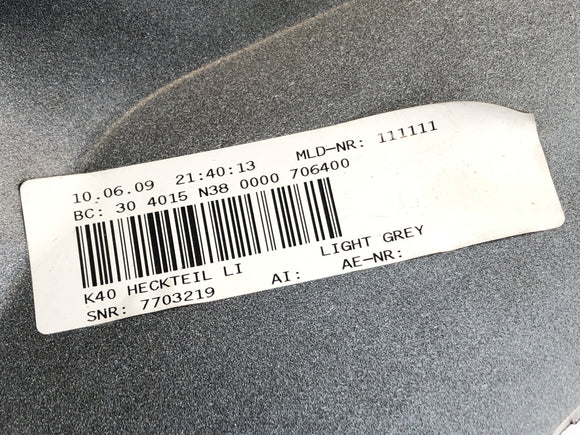 10.06.09 21:40:13 MLD-NR: 111111
BC: 30 4015 N38 0000 706400
K40 HECKTEIL LI LIGHT GREY
SNR: 7703219 AI: AE-NR: